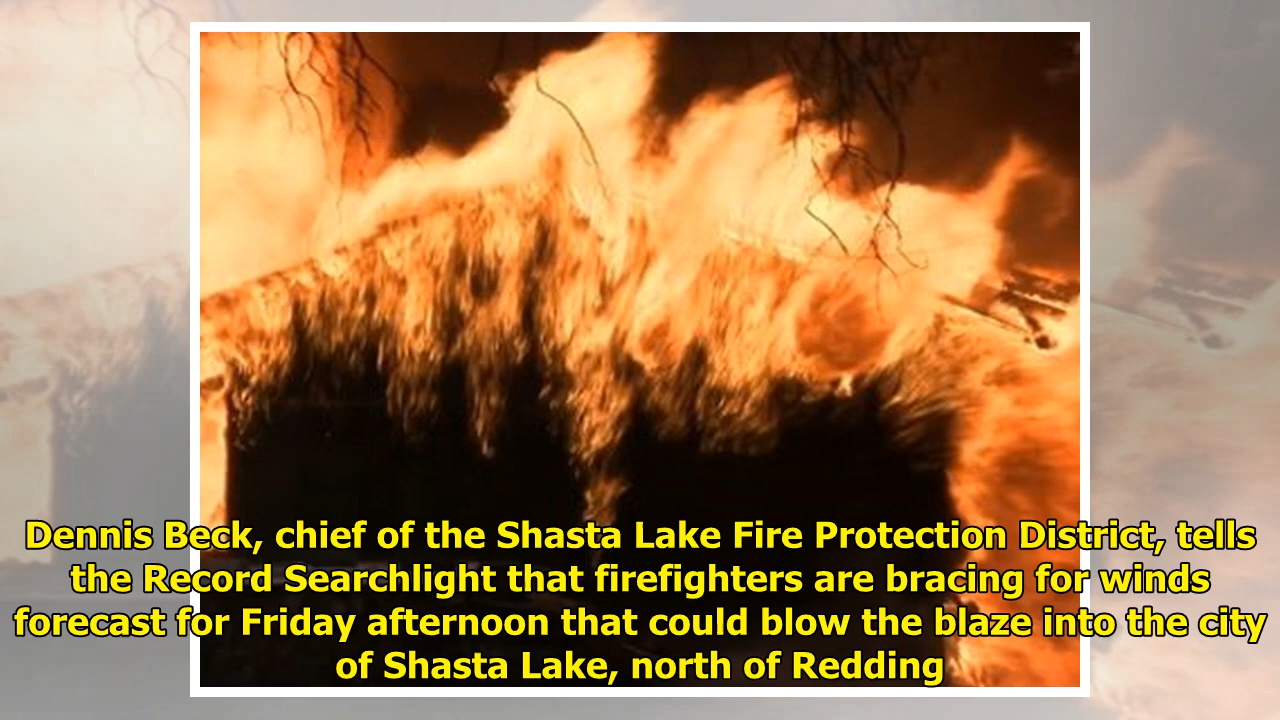 Dennis Beck, chief of the Shasta Lake Fire Protection District, tells
the Record Searchlight that firefighters are bracing for winds
forecast for Friday afternoon that could blow the blaze into the city
of Shasta Lake, north of Redding